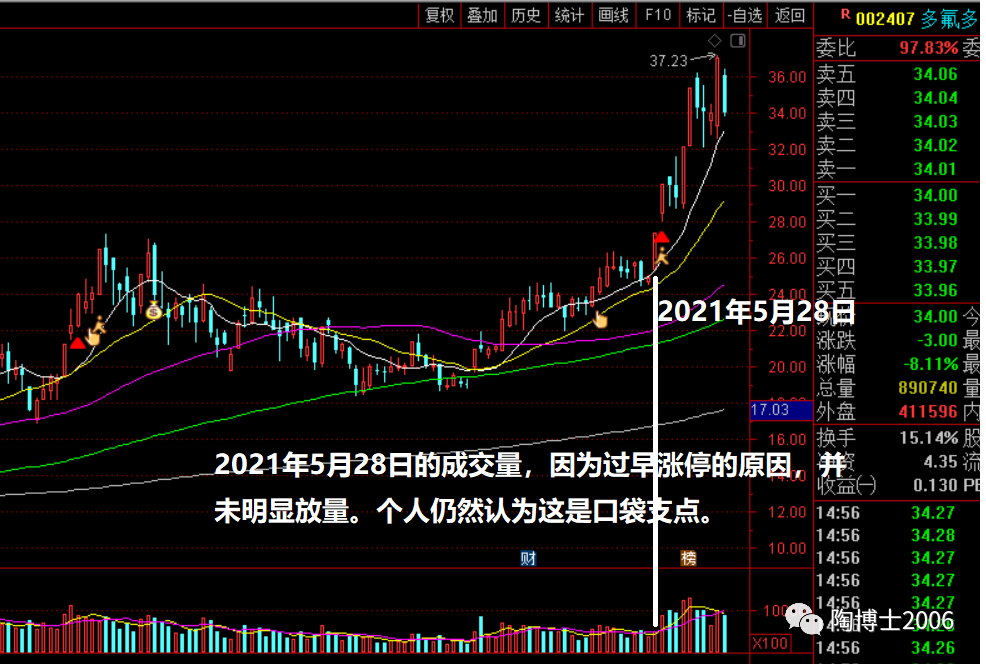 复权 叠加 历史 统计 画线 F10 标记 -自选 返回
R 002407 多氟多
委比 97.83% 委
卖五 34.06
卖四 34.04
卖三 34.03
卖二 34.02
卖一 34.01
买一 34.00
买二 33.99
买三 33.98
买四 33.97
买五 33.96
34.00 今
涨跌 -3.00 最
涨幅 -8.11% 最
总量 890740 量
外盘 411596 内
换手 15.14% 股
资 4.35 流
收益(一) 0.130 PE
14:56 34.27
14:56 34.28
14:56 34.27
14:56 34.27
14:56 34.27
14:56 34.26
37.23
36.00
34.00
32.00
30.00
28.00
26.00
24.00
22.00
20.00
17.03
16.00
14.00
12.00
10.00
2021年5月28日
2021年5月28日的成交量，因为过早涨停的原因，并
未明显放量。个人仍然认为这是口袋支点。
财
榜
X100
陶博士2006